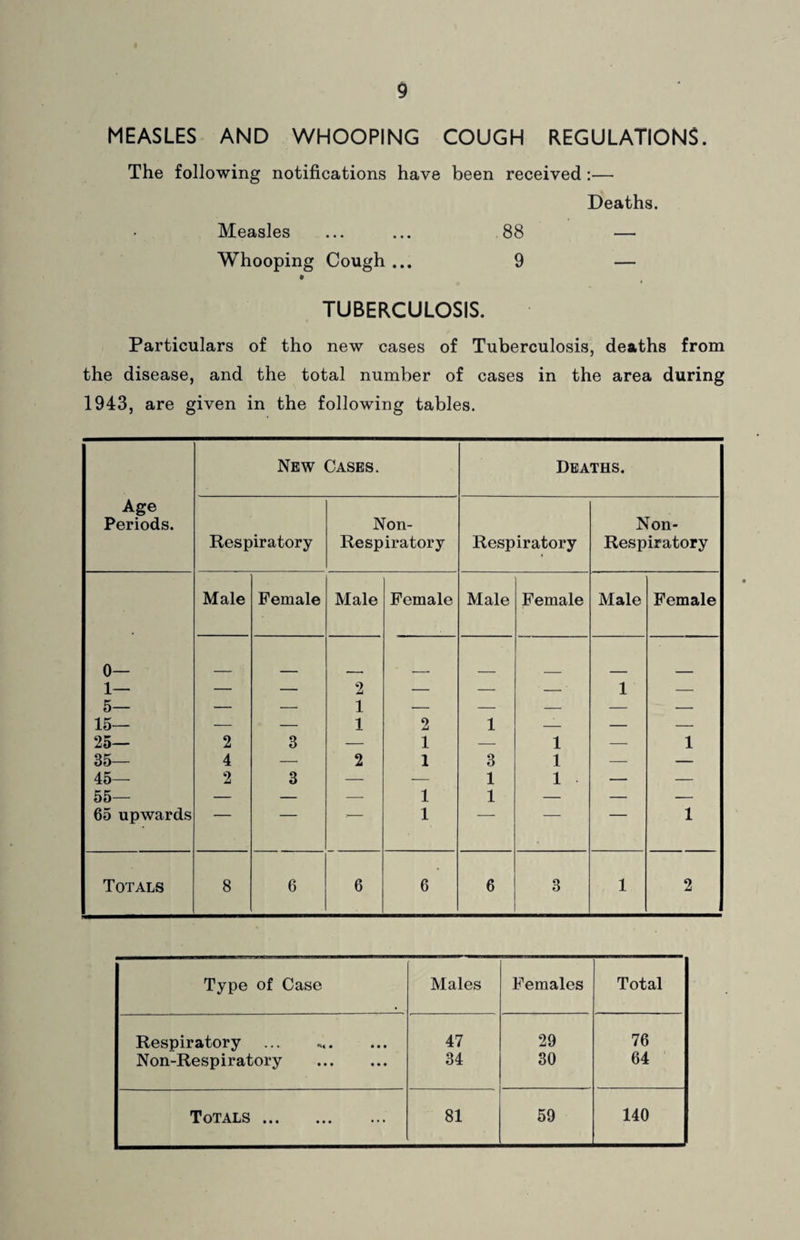 9
MEASLES AND WHOOPING COUGH REGULATIONS.
The following notifications have been received :—
Deaths.
Measles ... ... 88 —
Whooping Cough ... 9 —
TUBERCULOSIS.
Particulars of tho new cases of Tuberculosis, deaths from
the disease, and the total number of cases in the area during
1943, are given in the following tables.
Age Periods. New Cases. Deaths.
Respiratory Non-Respiratory Respiratory Non-Respiratory
Male Female Male Female Male Female Male Female
0— — — — — — — — —
1— — — 2 — — — 1 —
5— — — 1 — — — — —
15— — — 1 2 1 — — —
25— 2 3 — 1 — 1 — 1
35— 4 — 2 1 3 1 — —
45— 2 3 — — 1 1 — —
55— — — — 1 1 — — —
65 upwards — — — 1 — — — 1
Totals 8 6 6 6 6 3 1 2
Type of Case Males Females Total
Respiratory ... ... ... 47 29 76
Non-Respiratory ... ... 34 30 64
Totals ... ... ... 81 59 140